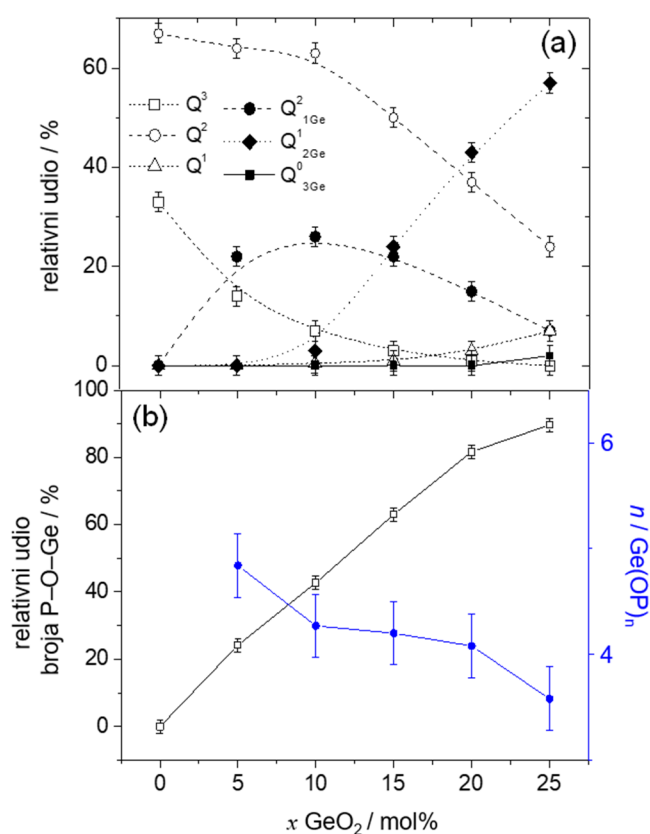 (a)
60
40
20
0
relativni udio / %
Q³
Q²
Q¹
Q²₁Ge
Q¹₂Ge
Q⁰₃Ge
(b)
100
80
60
40
20
0
relativni udio
broja P–O–Ge / %
6
4
n / Ge(OP)ₙ
0 5 10 15 20 25
x GeO₂ / mol%